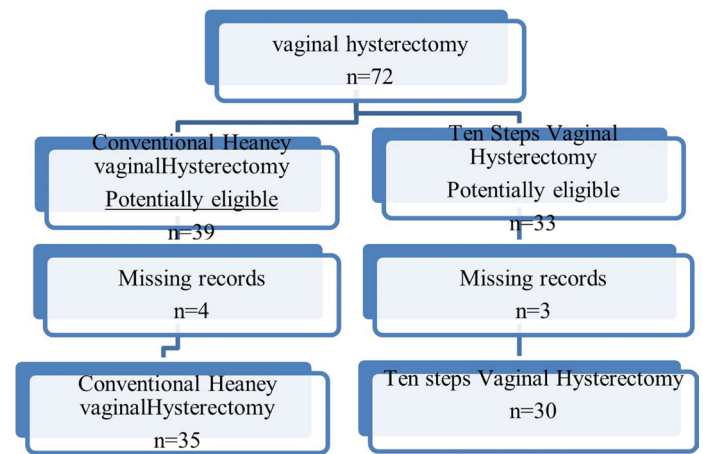 vaginal hysterectomy
n=72
Conventional Heaney
vaginalHysterectomy
Potentially eligible
n=39
Ten Steps Vaginal
Hysterectomy
Potentially eligible
n=33
Missing records
n=4
Missing records
n=3
Conventional Heaney
vaginalHysterectomy
n=35
Ten steps Vaginal Hysterectomy
n=30